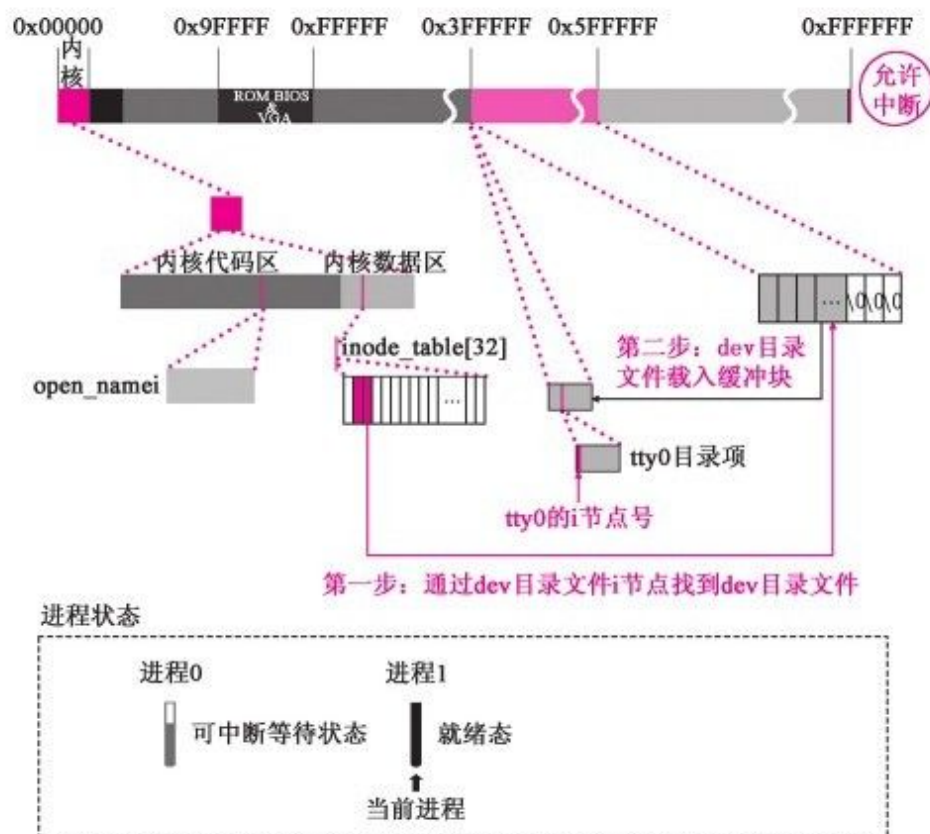 0x00000
0x9FFFF
0xFFFFF
0x3FFFFF
0x5FFFFF
0xFFFFFF
内
核
ROM BIOS
&
VGA
允许
中断
内核代码区
内核数据区
... \0\0\0
inode_table[32]
第二步：dev目录
文件载入缓冲块
open_namei
...
tty0目录项
tty0的i节点号
第一步：通过dev目录文件i节点找到dev目录文件
进程状态
进程0
进程1
可中断等待状态
就绪态
当前进程